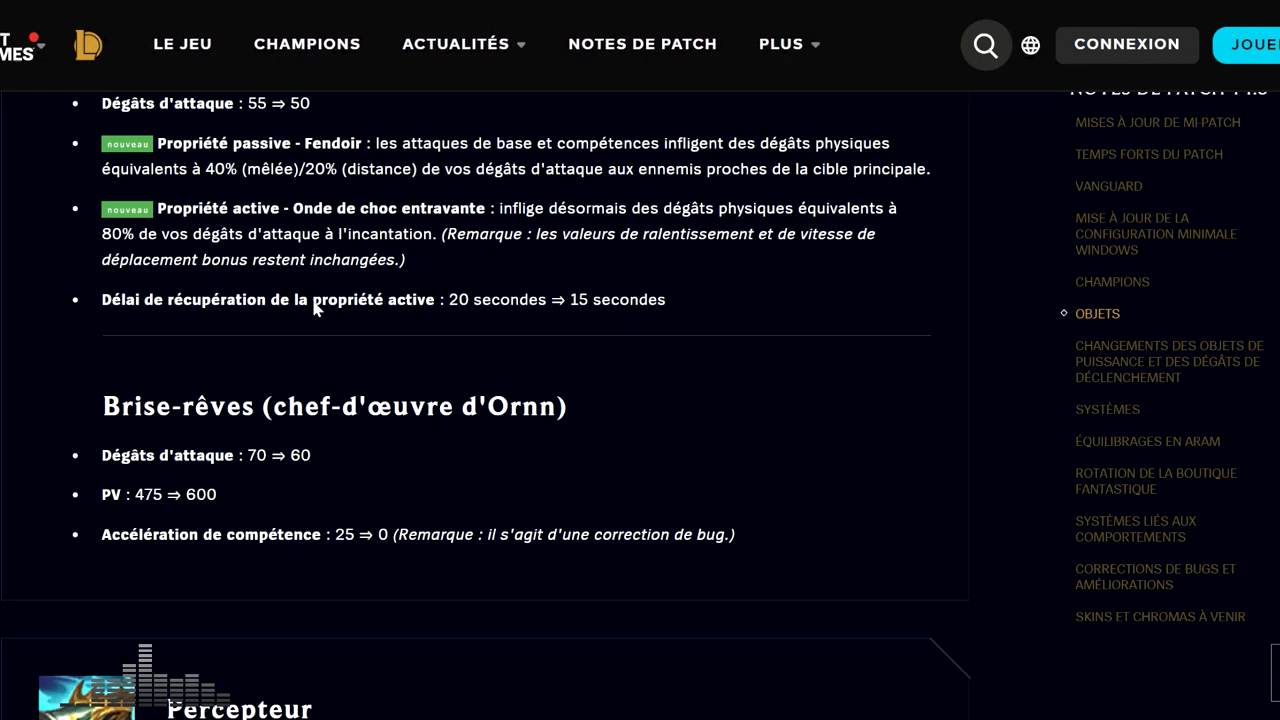 LE JEU CHAMPIONS ACTUALITÉS NOTES DE PATCH PLUS CONNEXION
Dégâts d'attaque : 55 ⇒ 50
nouveau Propriété passive - Fendoir : les attaques de base et compétences infligent des dégâts physiques
équivalents à 40% (mêlée)/20% (distance) de vos dégâts d'attaque aux ennemis proches de la cible principale.
nouveau Propriété active - Onde de choc entravante : inflige désormais des dégâts physiques équivalents à
80% de vos dégâts d'attaque à l'incantation. (Remarque : les valeurs de ralentissement et de vitesse de
déplacement bonus restent inchangées.)
Délai de récupération de la propriété active : 20 secondes ⇒ 15 secondes
Brise-rêves (chef-d'œuvre d'Ornn)
Dégâts d'attaque : 70 ⇒ 60
PV : 475 ⇒ 600
Accélération de compétence : 25 ⇒ 0 (Remarque : il s'agit d'une correction de bug.)
Percepteur
MISES À JOUR DE MI-PATCH
TEMPS FORTS DU PATCH
VANGUARD
MISE À JOUR DE LA
CONFIGURATION MINIMALE
WINDOWS
CHAMPIONS
OBJETS
CHANGEMENTS DES OBJETS DE
PUISSANCE ET DES DÉGÂTS DE
DÉCLENCHEMENT
SYSTÈMES
ÉQUILIBRAGES EN ARAM
ROTATION DE LA BOUTIQUE
FANTASTIQUE
SYSTÈMES LIÉS AUX
COMPORTEMENTS
CORRECTIONS DE BUGS ET
AMÉLIORATIONS
SKINS ET CHROMAS À VENIR